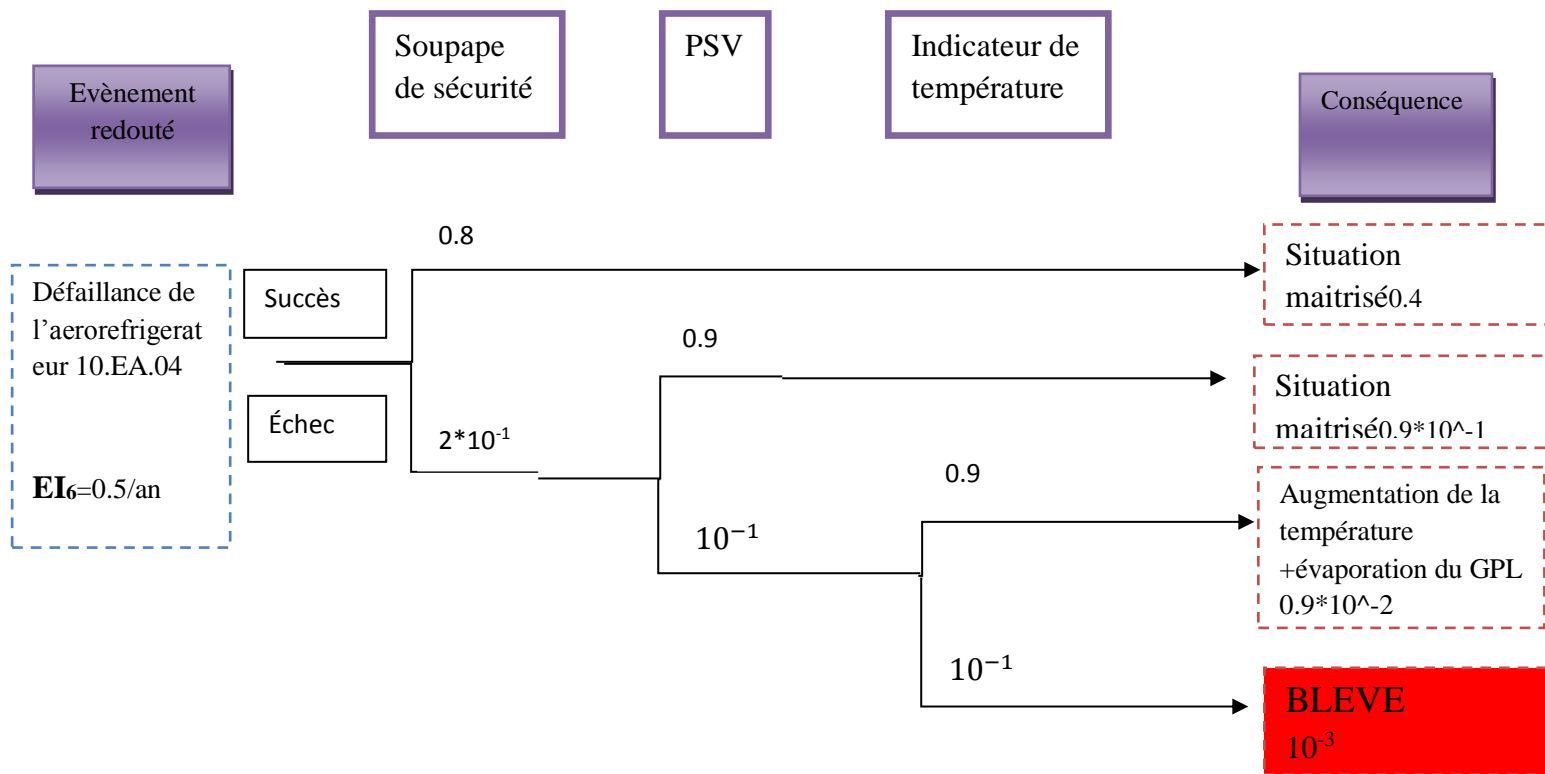 Soupape
de sécurité
PSV
Indicateur de
température
Evènement
redouté
Conséquence
0.8
Situation
maitrisé0.4
Défaillance de
l’aerorefrigerat
eur 10.EA.04
Succès
0.9
Situation
maitrisé0.9*10^-1
Échec
2*10⁻¹
EI₆=0.5/an
0.9
Augmentation de la
température
+évaporation du GPL
0.9*10^-2
10⁻¹
10⁻¹
BLEVE
10⁻³